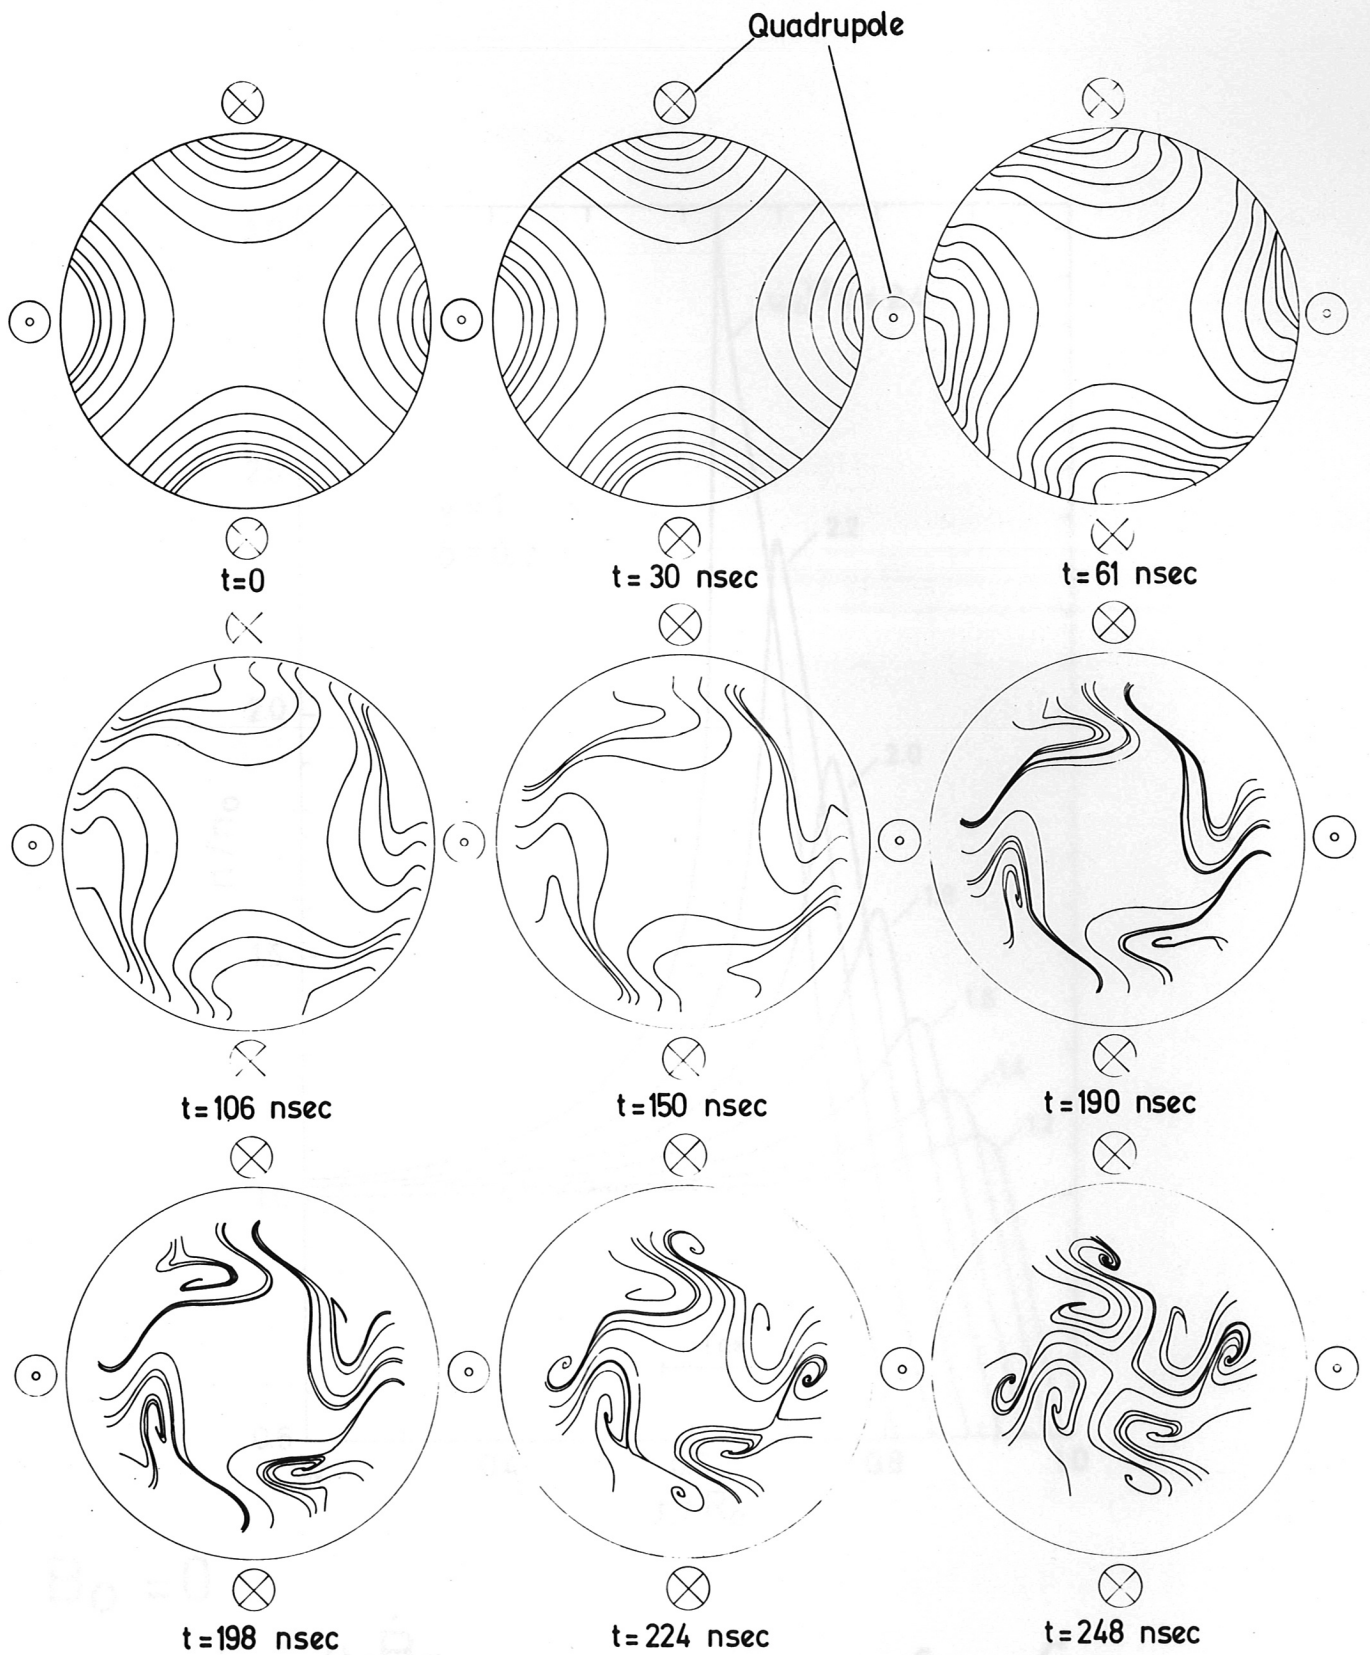 Quadrupole
t=0
t= 30 nsec
t=61 nsec
t=106 nsec
t=150 nsec
t=190 nsec
t=198 nsec
t=224 nsec
t=248 nsec